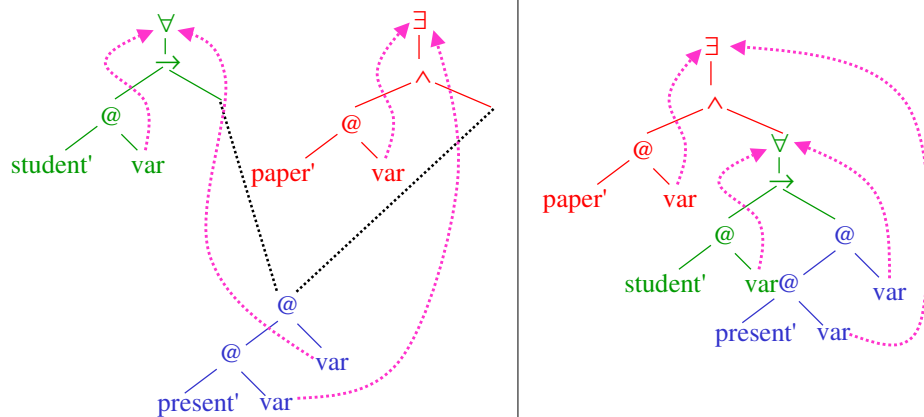 ∀
→
@
student' var
∃
∧
@
paper' var
@
@ var
present' var
∃
∧
@
paper' var
∀
→
@ @
student' var @ var
present' var